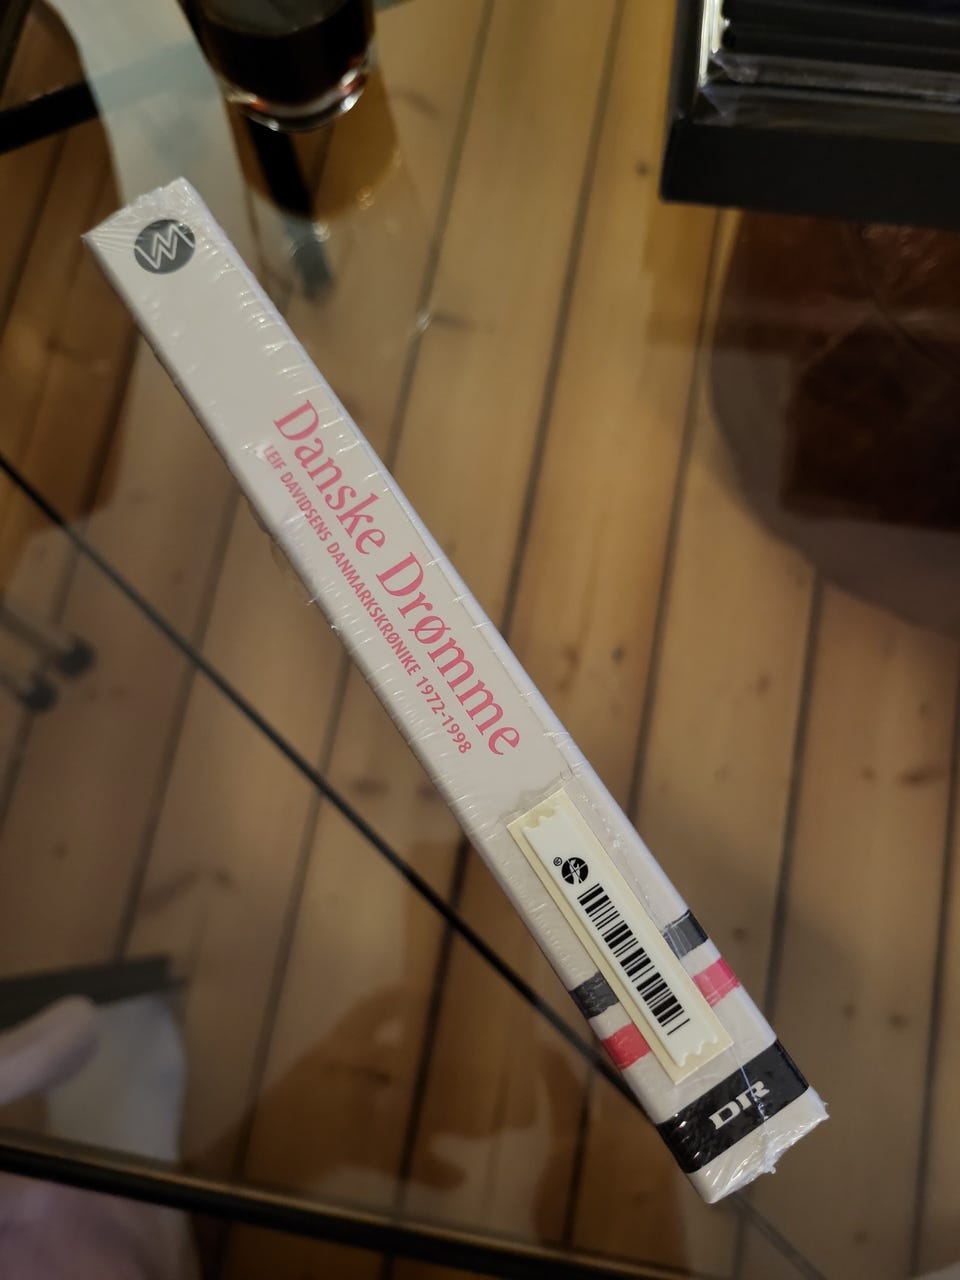 Danske Drømme
LEIF DAVIDSENS DANMARKSKRØNIKE 1972-1998
DR